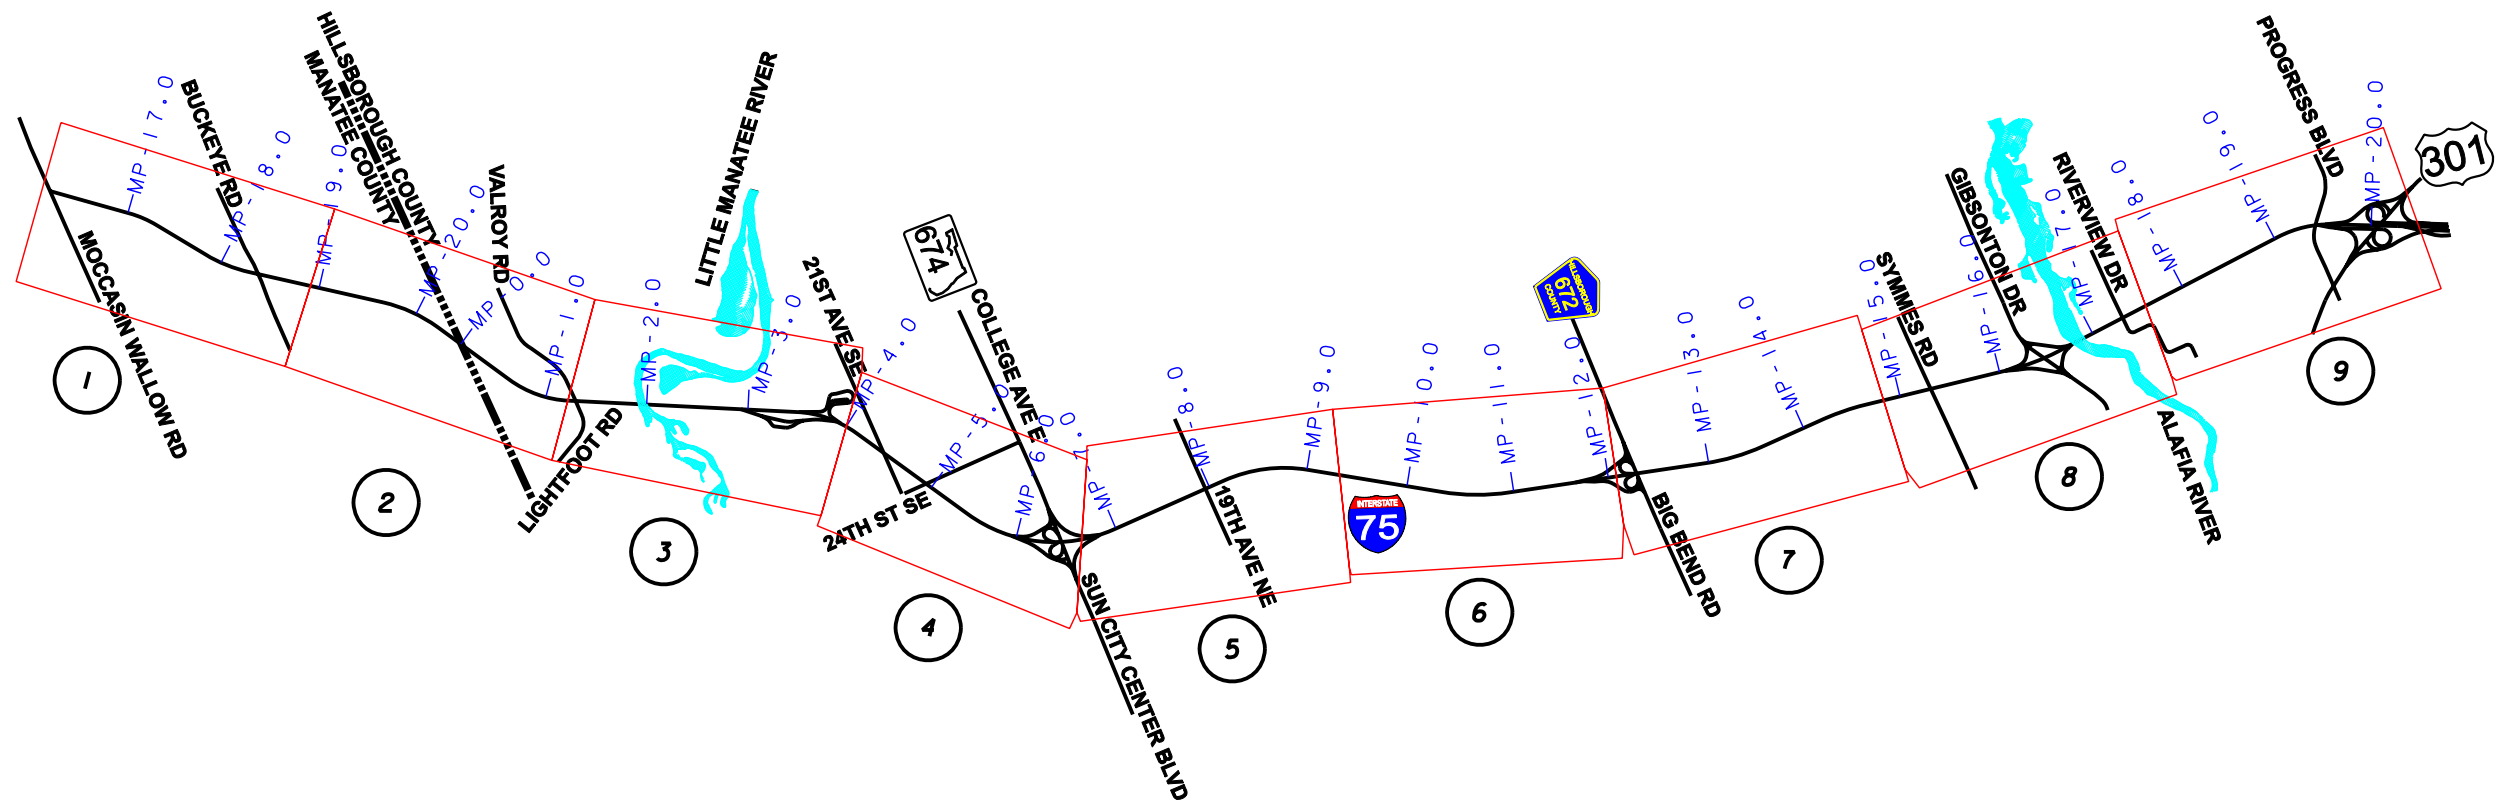 MOCCASIN WALLOW RD
MP-17.0
BUCKEYE RD
MP-18.0
MP-19.0
HILLSBOROUGH COUNTY
MANATEE COUNTY
MP-20.0
MP-0.0
VALROY RD
MP-1.0
LIGHTFOOT RD
MP-2.0
LITTLE MANATEE RIVER
MP-3.0
21ST AVE SE
MP-4.0
24TH ST SE
674
MP-5.0
COLLEGE AVE E
MP-6.0
MP-7.0
SUN CITY CENTER BLVD
MP-8.0
19TH AVE NE
MP-9.0
INTERSTATE
75
MP-10.0
MP-11.0
HILLSBOROUGH
672
COUNTY
MP-12.0
BIG BEND RD
MP-13.0
MP-14.0
MP-15.0
SYMMES RD
MP-16.0
GIBSONTON DR
MP-17.0
RIVERVIEW DR
ALAFIA RIVER
MP-18.0
MP-19.0
PROGRESS BLVD
MP-20.0
301
1
2
3
4
5
6
7
8
9